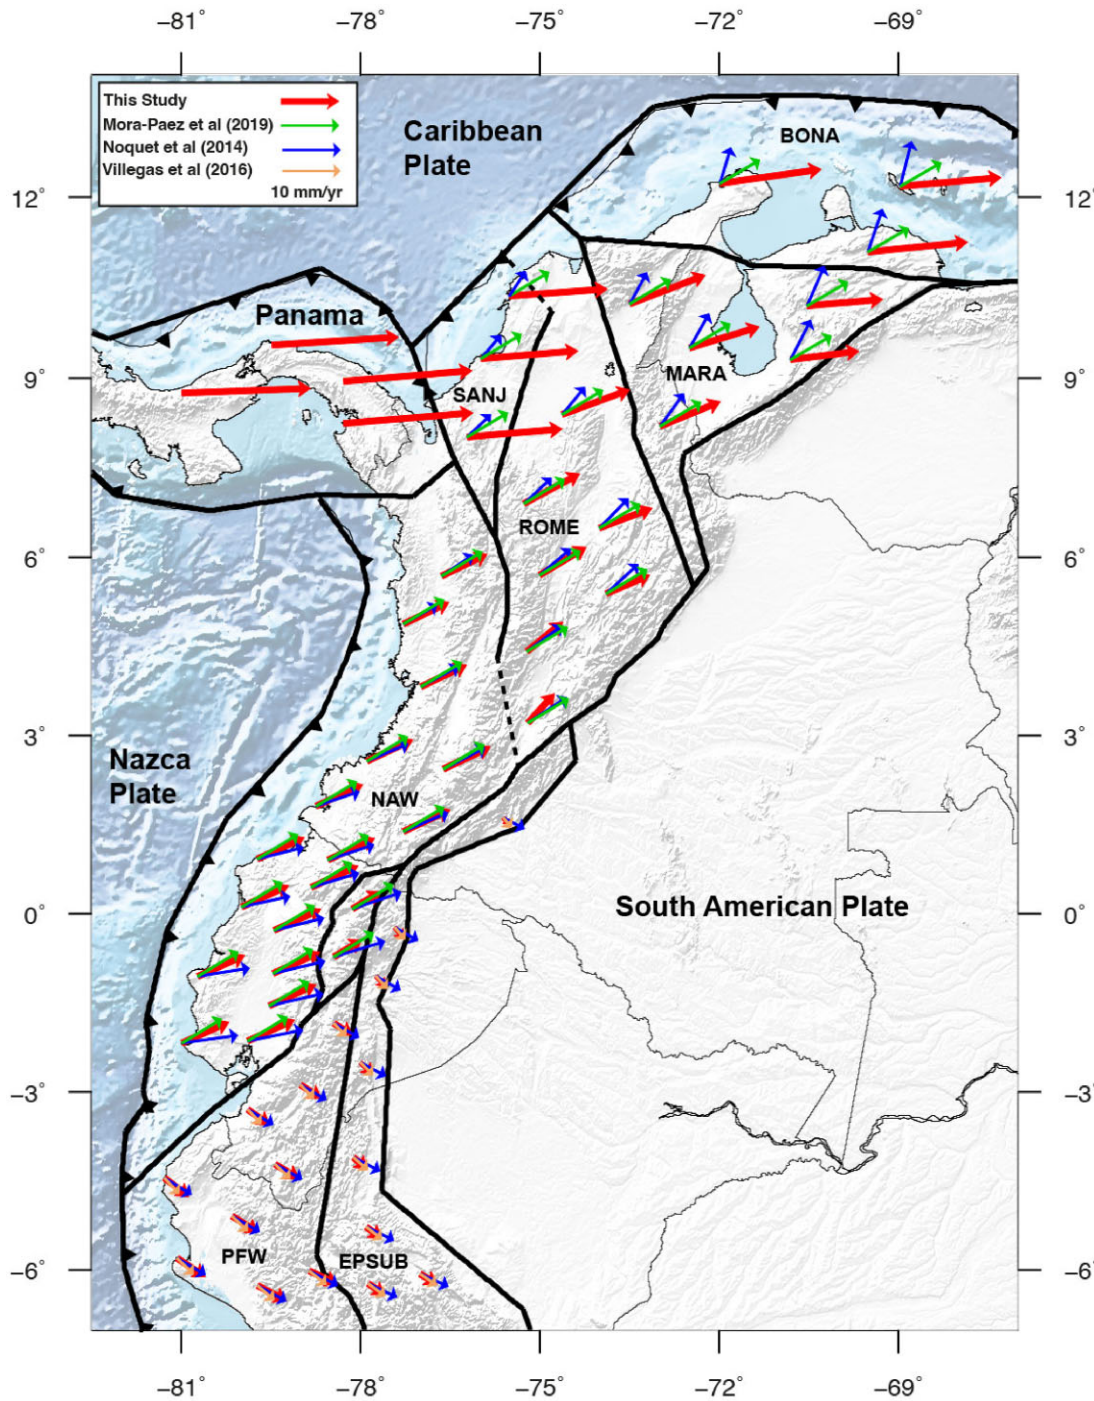 −81° −78° −75° −72° −69°
This Study
Mora-Paez et al (2019)
Noquet et al (2014)
Villegas et al (2016)
10 mm/yr
Caribbean
Plate
BONA
12° 12°
Panama
9° 9°
MARA
SANJ
ROME
6° 6°
3° 3°
Nazca
Plate
NAW
South American Plate
0° 0°
−3° −3°
PFW EPSUB
−6° −6°
−81° −78° −75° −72° −69°